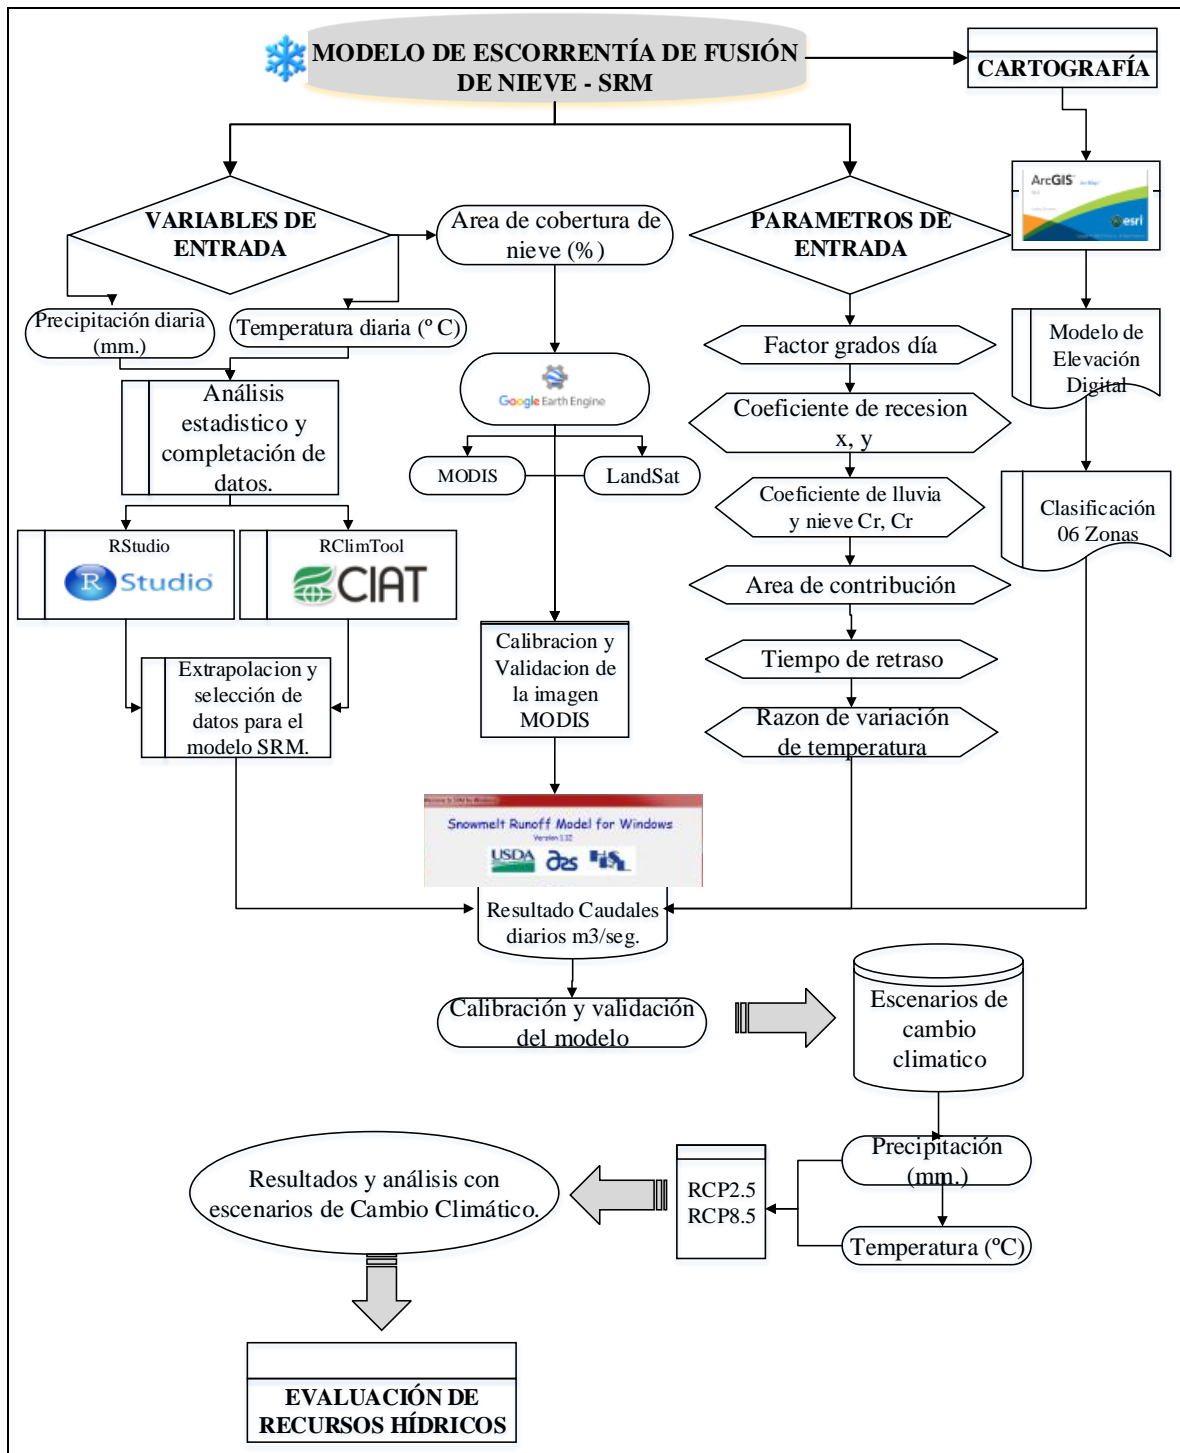 MODELO DE ESCORRENTÍA DE FUSIÓN
DE NIEVE - SRM
CARTOGRAFÍA
ArcGIS
esri
VARIABLES DE
ENTRADA
Area de cobertura de
nieve (%)
PARAMETROS DE
ENTRADA
Precipitación diaria
(mm.)
Temperatura diaria (º C)
Factor grados día
Modelo de
Elevación
Digital
Google Earth Engine
Análisis
estadistico y
completación de
datos.
Coeficiente de recesion
x, y
MODIS
LandSat
Coeficiente de lluvia
y nieve Cr, Cr
Clasificación
06 Zonas
RStudio
R Studio
RClimTool
CIAT
Area de contribución
Calibracion y
Validacion de
la imagen
MODIS
Tiempo de retraso
Extrapolacion y
selección de
datos para el
modelo SRM.
Razon de variación
de temperatura
Welcome to SRM for Windows
Snowmelt Runoff Model for Windows
USDA
Resultado Caudales
diarios m3/seg.
Calibración y validación
del modelo
Escenarios de
cambio
climatico
Precipitación
(mm.)
Temperatura (ºC)
RCP2.5
RCP8.5
Resultados y análisis con
escenarios de Cambio Climático.
EVALUACIÓN DE
RECURSOS HÍDRICOS